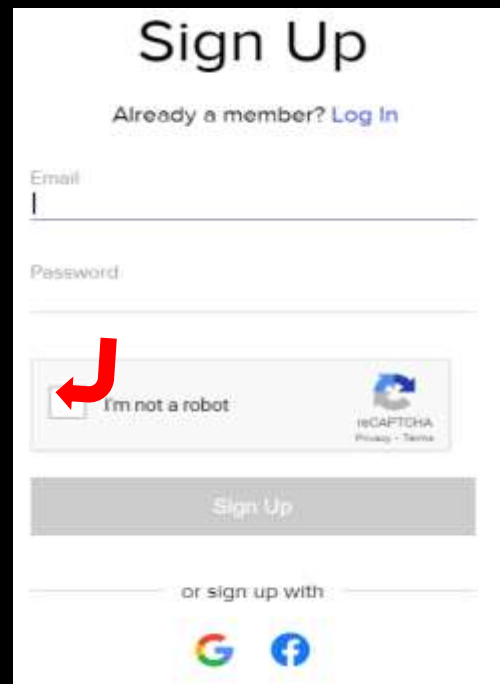 Sign Up
Already a member? Log In
Email
Password
I'm not a robot
reCAPTCHA
Privacy - Terms
Sign Up
or sign up with